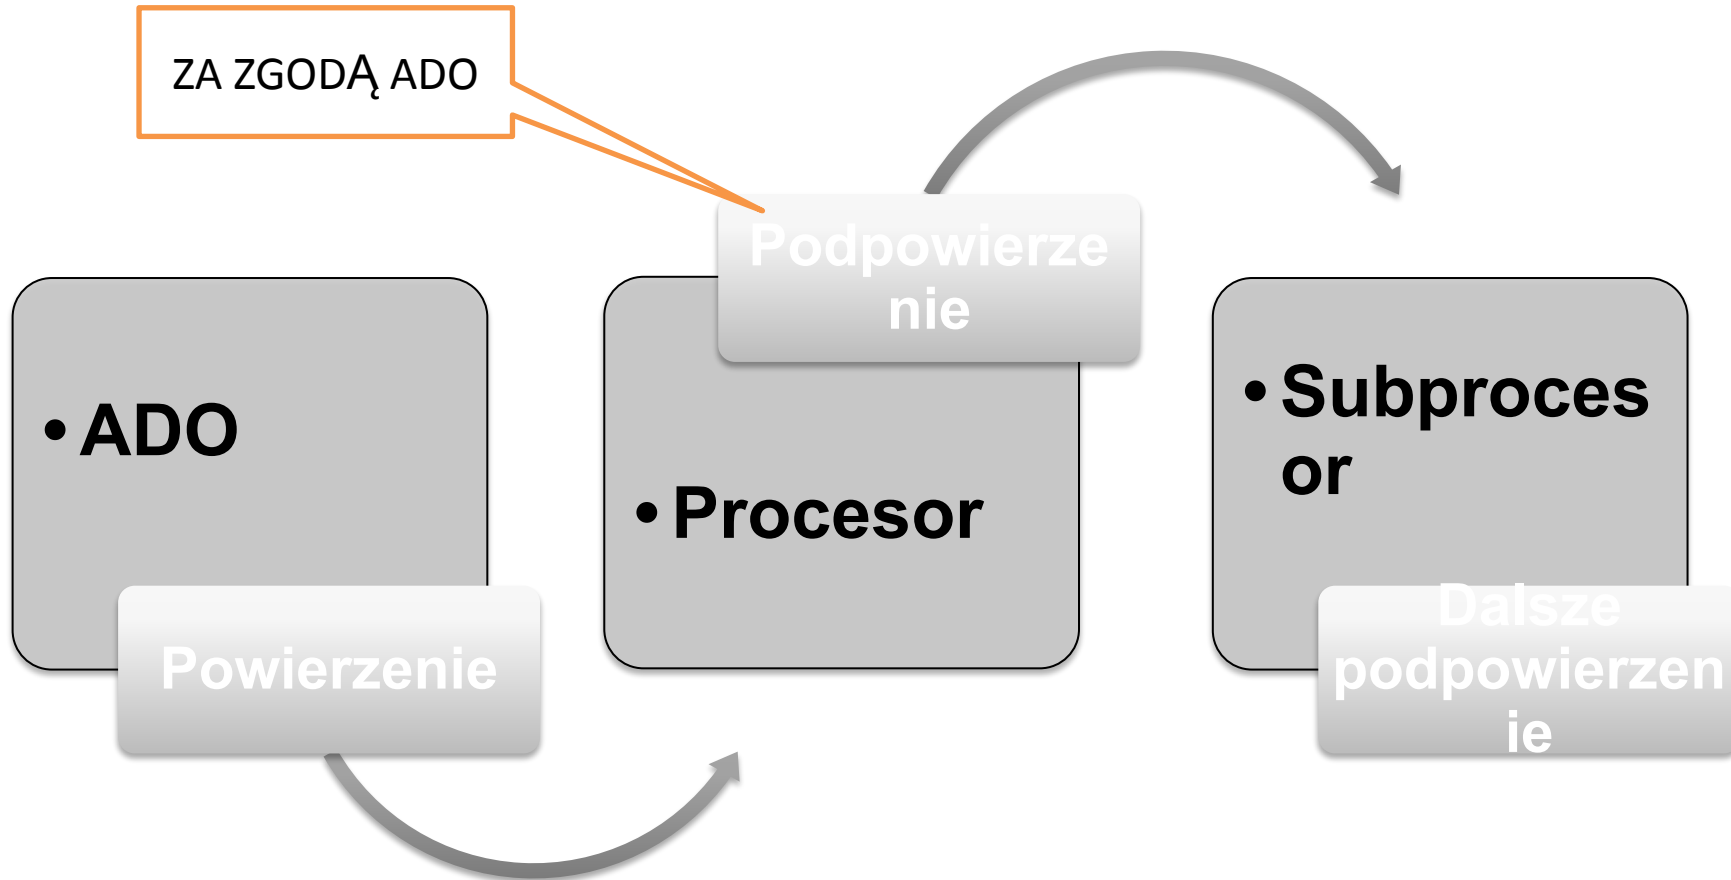 ZA ZGODĄ ADO
• ADO
Powierzenie
• Procesor
Podpowierze
nie
• Subproces
or
Dalsze
podpowierzen
ie